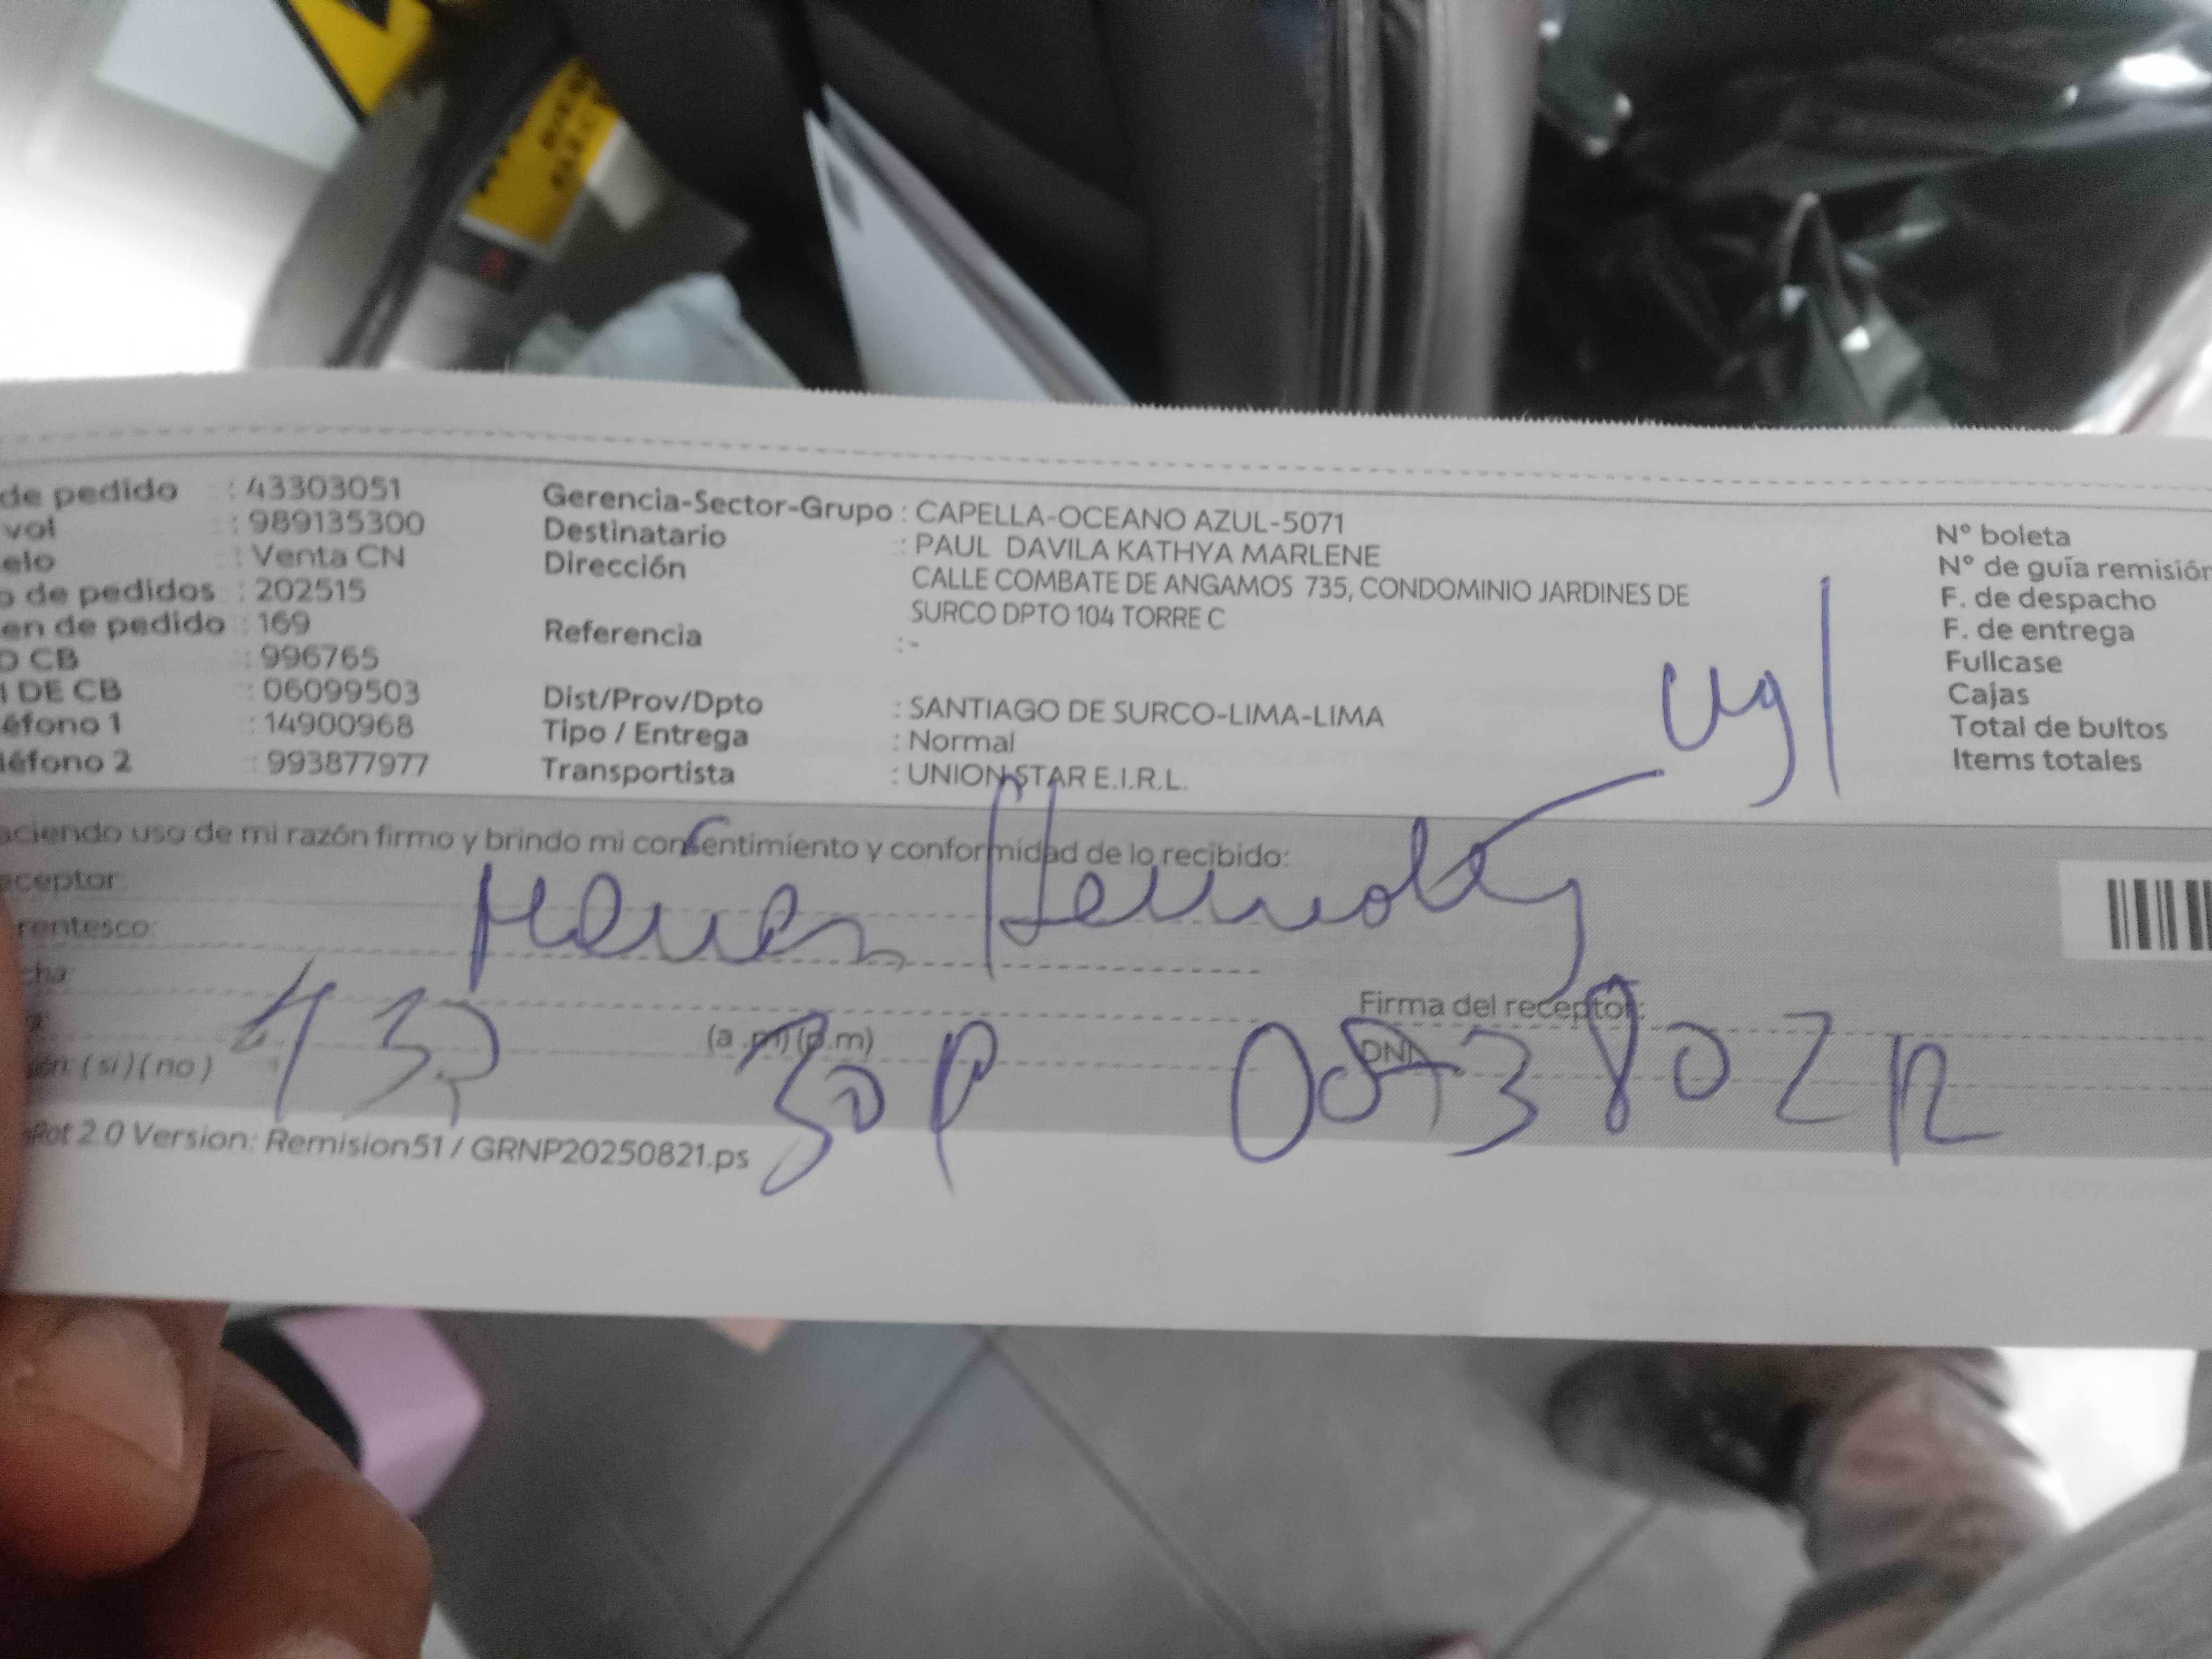 de pedido : 43303051
vol : 989135300
elo : Venta CN
o de pedidos : 202515
en de pedido : 169
D CB : 996765
I DE CB : 06099503
éfono 1 : 14900968
léfono 2 : 993877977
Gerencia-Sector-Grupo : CAPELLA-OCEANO AZUL-5071
Destinatario : PAUL DAVILA KATHYA MARLENE
Dirección CALLE COMBATE DE ANGAMOS 735, CONDOMINIO JARDINES DE
SURCO DPTO 104 TORRE C
Referencia : -
Dist/Prov/Dpto : SANTIAGO DE SURCO-LIMA-LIMA
Tipo / Entrega : Normal
Transportista : UNION STAR E.I.R.L.
N° boleta
N° de guía remisión
F. de despacho
F. de entrega
Fullcase
Cajas
Total de bultos
Items totales
aciendo uso de mi razón firmo y brindo mi consentimiento y conformidad de lo recibido:
eceptor:
rentesco:
cha:
(a.m) (p.m)
Firma del receptor:
DNI
ión: (si) (no)
Rot 2.0 Version: Remision51 / GRNP20250821.ps